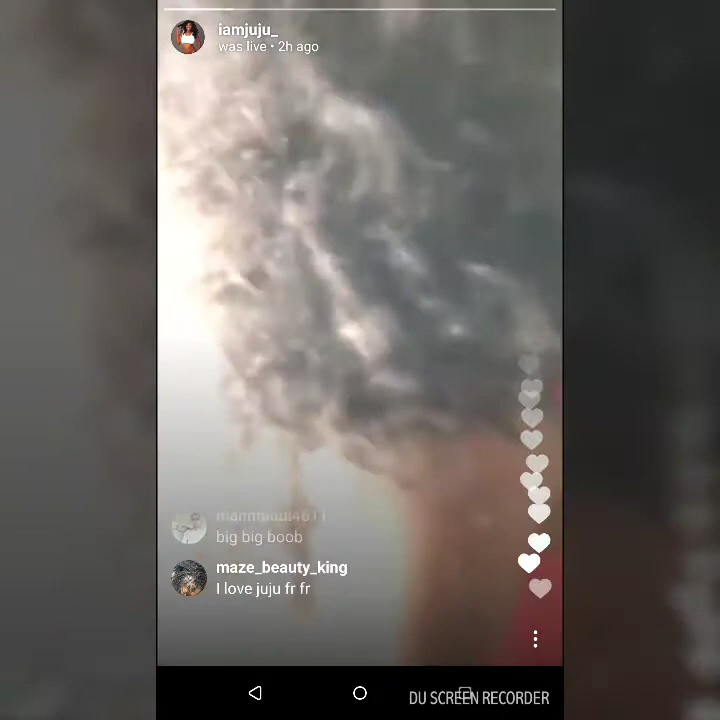 iamjuju_
was live • 2h ago
big big boob
maze_beauty_king
I love juju fr fr
DU SCREEN RECORDER